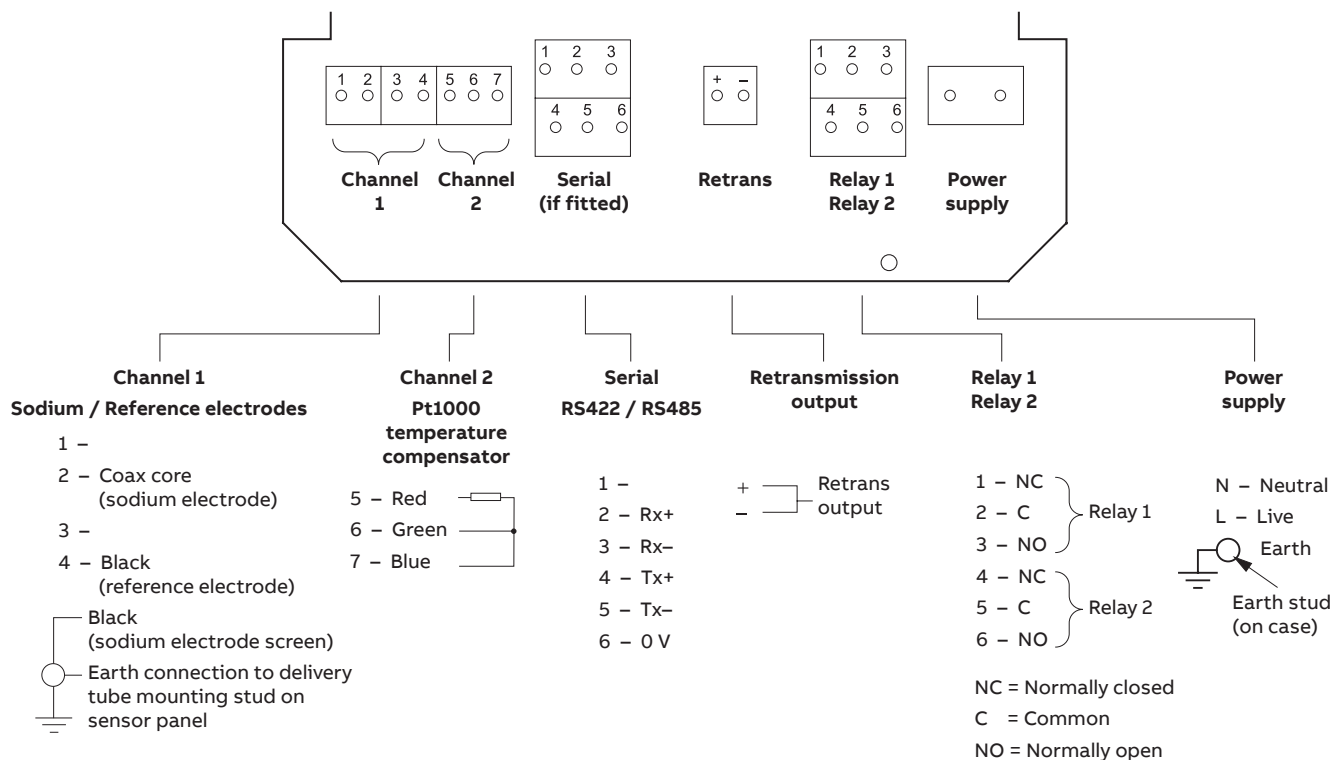 1 2 3 4 5 6 7
1 2 3
4 5 6
+ –
1 2 3
4 5 6
Channel
1
Channel
2
Serial
(if fitted)
Retrans
Relay 1
Relay 2
Power
supply
Channel 1
Sodium / Reference electrodes
1 –
2 – Coax core
(sodium electrode)
3 –
4 – Black
(reference electrode)
Black
(sodium electrode screen)
Earth connection to delivery
tube mounting stud on
sensor panel
Channel 2
Pt1000
temperature
compensator
5 – Red
6 – Green
7 – Blue
Serial
RS422 / RS485
1 –
2 – Rx+
3 – Rx–
4 – Tx+
5 – Tx–
6 – 0 V
Retransmission
output
+
–
Retrans
output
Relay 1
Relay 2
1 – NC
2 – C
3 – NO
Relay 1
4 – NC
5 – C
6 – NO
Relay 2
NC = Normally closed
C = Common
NO = Normally open
Power
supply
N – Neutral
L – Live
Earth
Earth stud
(on case)